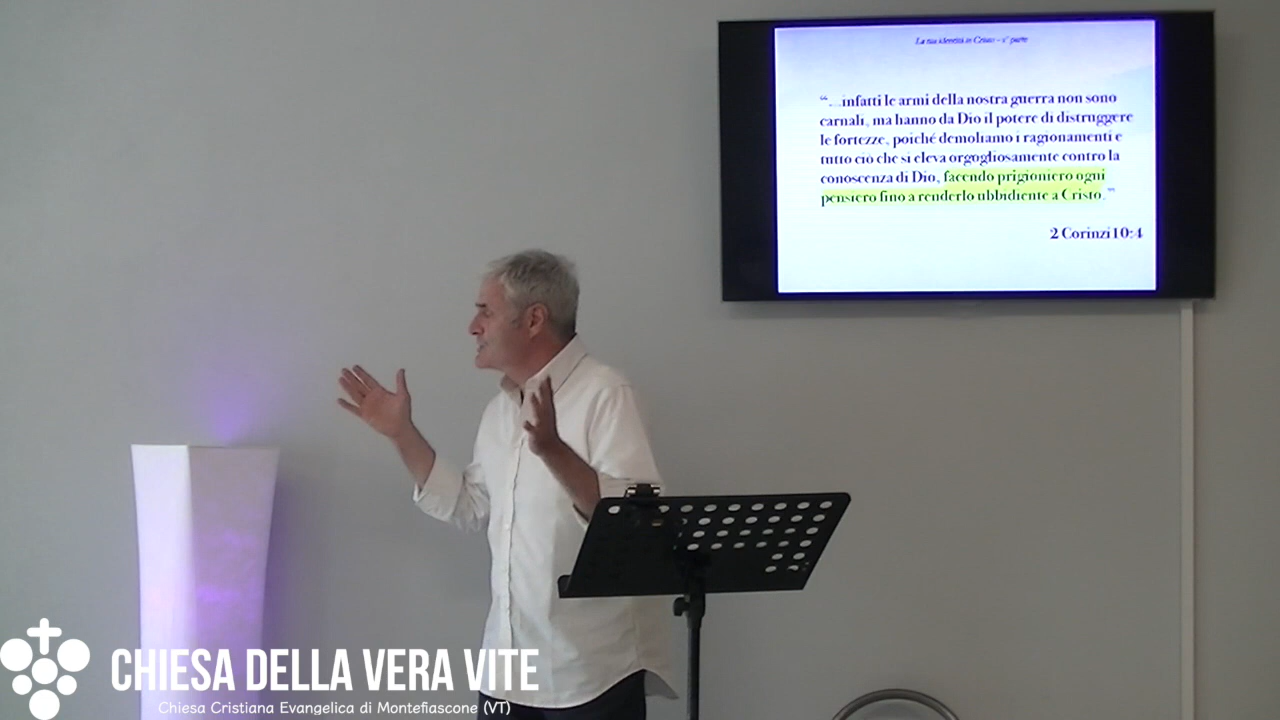 La tua identità in Cristo - 1° parte
“...infatti le armi della nostra guerra non sono
carnali, ma hanno da Dio il potere di distruggere
le fortezze, poiché demoliamo i ragionamenti e
tutto ciò che si eleva orgogliosamente contro la
conoscenza di Dio, facendo prigioniero ogni
pensiero fino a renderlo ubbidiente a Cristo.”
2 Corinzi 10:4
CHIESA DELLA VERA VITE
Chiesa Cristiana Evangelica di Montefiascone (VT)